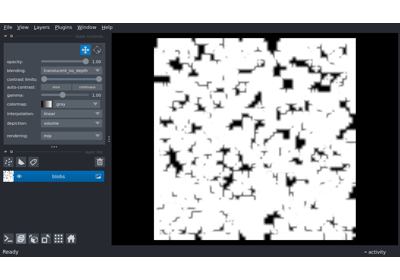 File View Layers Plugins Window Help
opacity: 1.00
blending: translucent_no_depth
contrast limits:
auto-contrast: once continuous
gamma: 1.00
colormap: gray
interpolation: linear
depiction: volume
rendering: mip
blobs
Ready
activity